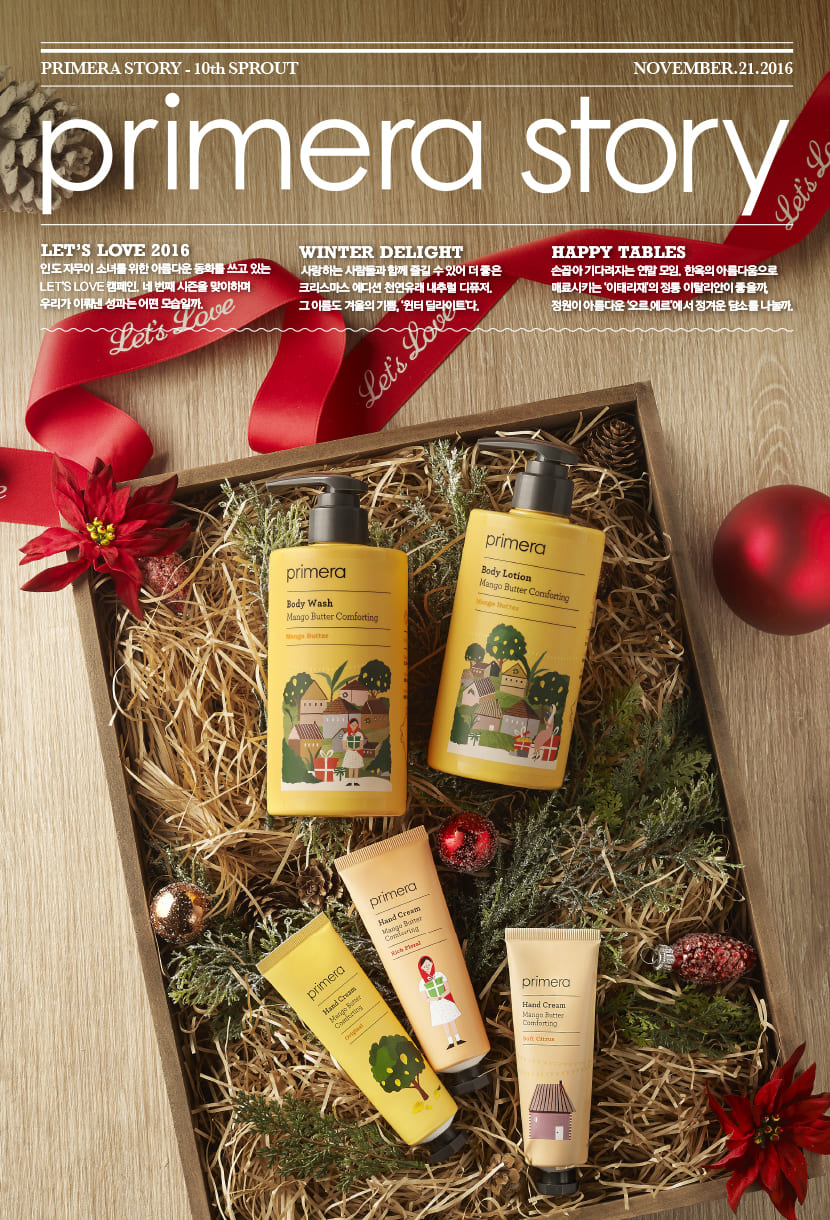 PRIMERA STORY - 10th SPROUT
NOVEMBER.21.2016
primera story
LET'S LOVE 2016
인도 자무이 소녀를 위한 아름다운 동화를 쓰고 있는
LET'S LOVE 캠페인. 네 번째 시즌을 맞이하며
우리가 이뤄낸 성과는 어떤 모습일까.
WINTER DELIGHT
사랑하는 사람들과 함께 즐길 수 있어 더 좋은
크리스마스 에디션 천연유래 내추럴 디퓨저.
그 이름도 겨울의 기쁨, '윈터 딜라이트'다.
HAPPY TABLES
손꼽아 기다려지는 연말 모임. 한옥의 아름다움으로
매료시키는 '이태리재'의 정통 이탈리안이 좋을까,
정원이 아름다운 '오르에르'에서 정겨운 담소를 나눌까.
Let's Love
Let's Love
Let's Love
primera
Body Wash
Mango Butter Comforting
Mango Butter
primera
Body Lotion
Mango Butter Comforting
Mango Butter
primera
Hand Cream
Mango Butter
Comforting
Rich Floral
primera
Hand Cream
Mango Butter
Comforting
Original
primera
Hand Cream
Mango Butter
Comforting
Soft Citrus